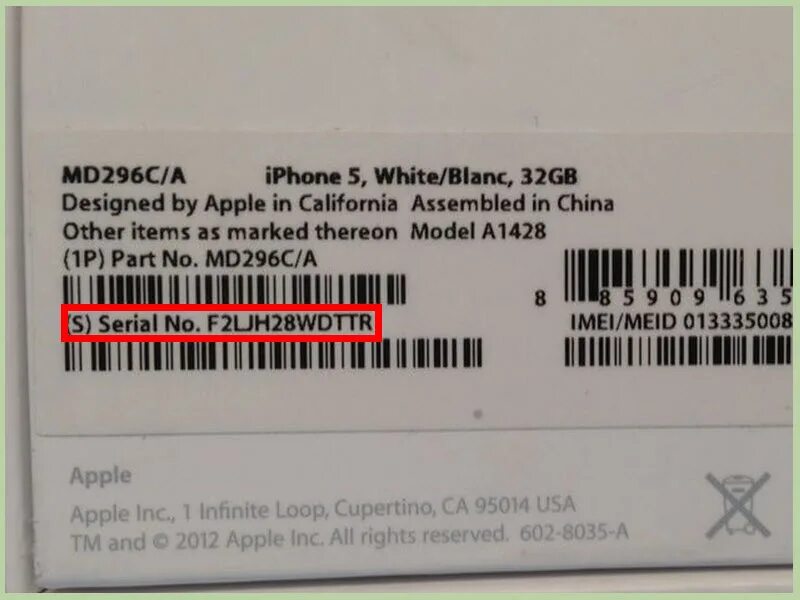 MD296C/A iPhone 5, White/Blanc, 32GB
Designed by Apple in California Assembled in China
Other items as marked thereon Model A1428
(1P) Part No. MD296C/A
8 85909 635
(S) Serial No. F2LJH28WDTTR
IMEI/MEID 013335008
Apple
Apple Inc., 1 Infinite Loop, Cupertino, CA 95014 USA
TM and © 2012 Apple Inc. All rights reserved. 602-8035-A